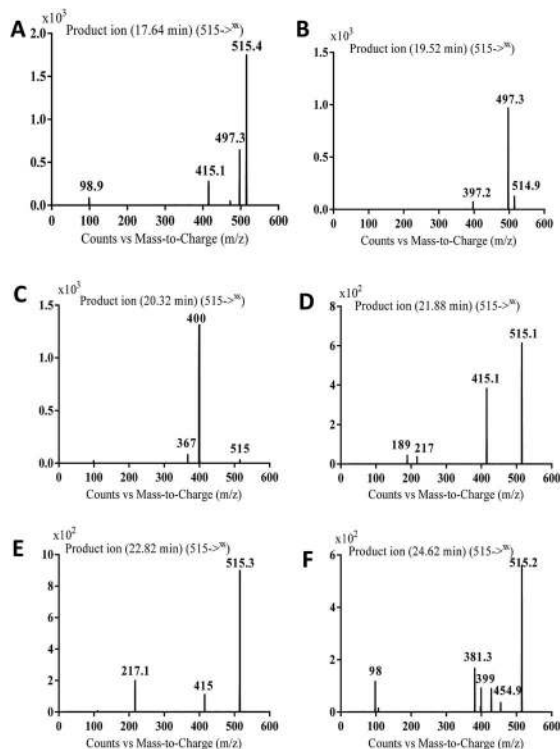 A
x10³
Product ion (17.64 min) (515->
515.4
2.0
1.5
1.0
497.3
0.5
415.1
98.9
0.0
0 100 200 300 400 500 600
Counts vs Mass-to-Charge (m/z)
B
x10³
Product ion (19.52 min) (515->
1.5
497.3
1.0
0.5
397.2
514.9
0.0
0 100 200 300 400 500 600
Counts vs Mass-to-Charge (m/z)
C
x10³
Product ion (20.32 min) (515->
400
1.5
1.0
0.5
367
515
0.0
0 100 200 300 400 500 600
Counts vs Mass-to-Charge (m/z)
D
x10²
Product ion (21.88 min) (515->
8
515.1
6
415.1
4
2
189
217
0
0 100 200 300 400 500 600
Counts vs Mass-to-Charge (m/z)
E
x10²
Product ion (22.82 min) (515->
10
515.3
8
6
4
217.1
2
415
0
0 100 200 300 400 500 600
Counts vs Mass-to-Charge (m/z)
F
x10²
Product ion (24.62 min) (515->
6
515.2
4
381.3
2
98
399
454.9
0
0 100 200 300 400 500 600
Counts vs Mass-to-Charge (m/z)